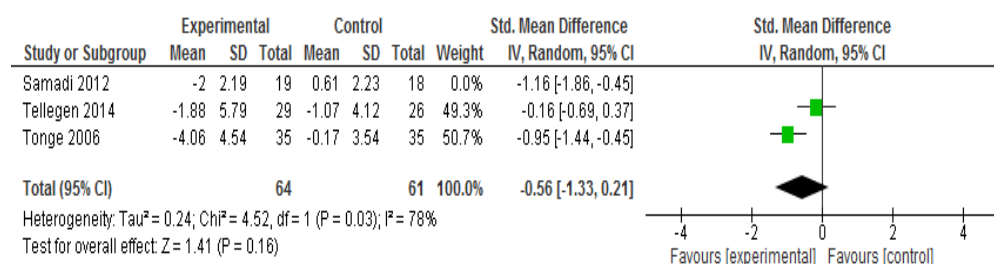 Experimental Control Std. Mean Difference Std. Mean Difference
Study or Subgroup Mean SD Total Mean SD Total Weight IV, Random, 95% CI IV, Random, 95% CI
Samadi 2012 -2 2.19 19 0.61 2.23 18 0.0% -1.16 [-1.86, -0.45]
Tellegen 2014 -1.88 5.79 29 -1.07 4.12 26 49.3% -0.16 [-0.69, 0.37]
Tonge 2006 -4.06 4.54 35 -0.17 3.54 35 50.7% -0.95 [-1.44, -0.45]
Total (95% CI) 64 61 100.0% -0.56 [-1.33, 0.21]
Heterogeneity: Tau² = 0.24; Chi² = 4.52, df = 1 (P = 0.03); I² = 78%
Test for overall effect: Z = 1.41 (P = 0.16)
-4 -2 0 2 4
Favours [experimental] Favours [control]